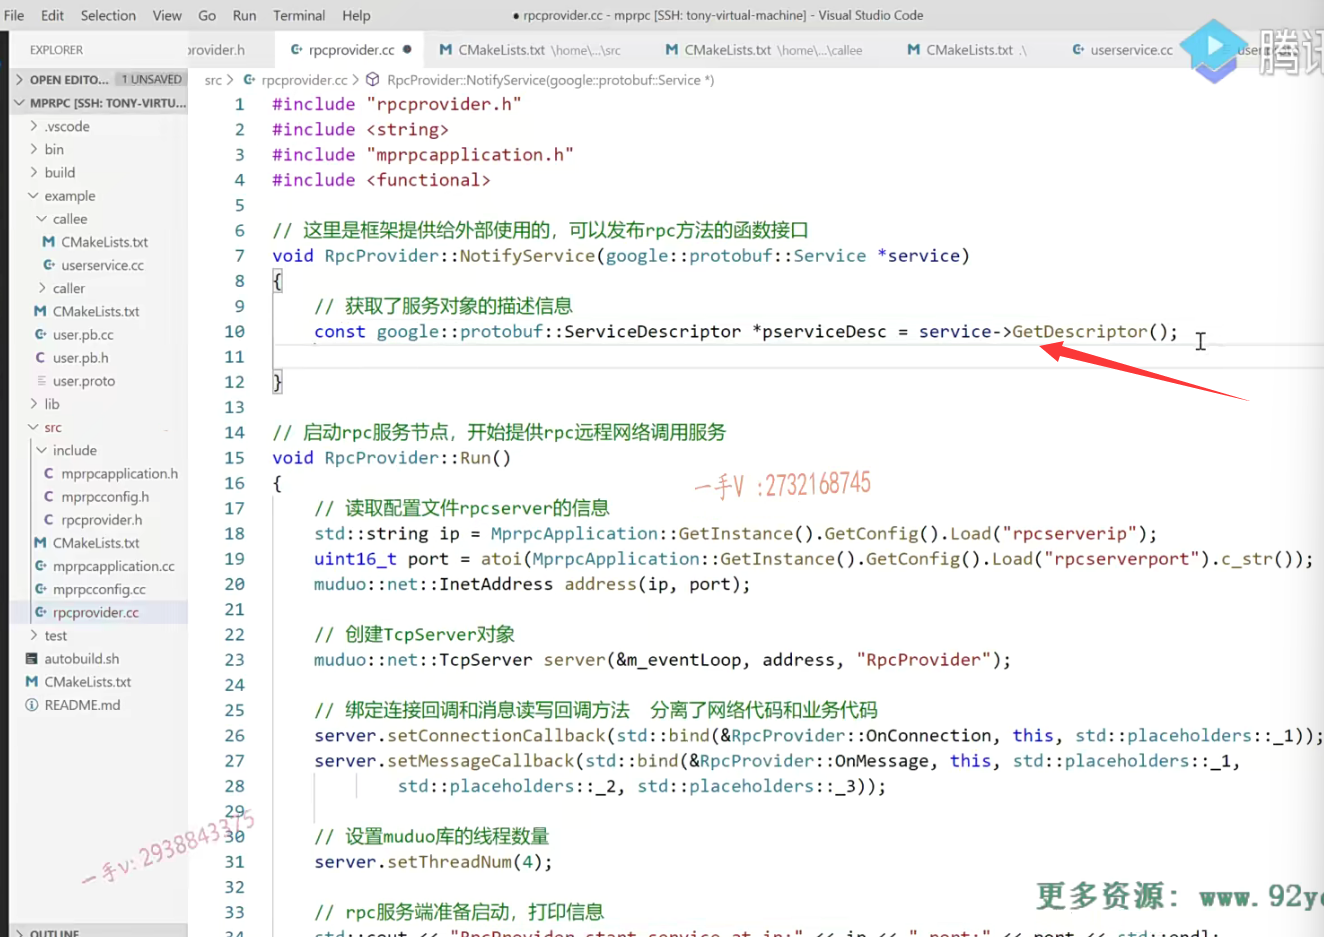 File Edit Selection View Go Run Terminal Help ● rpcprovider.cc - mprpc [SSH: tony-virtual-machine] - Visual Studio Code
腾讯
EXPLORER
rovider.h rpcprovider.cc ● CMakeLists.txt \home\...\src CMakeLists.txt \home\...\callee CMakeLists.txt .\ userservice.cc
OPEN EDITO... 1 UNSAVED
src > rpcprovider.cc > RpcProvider::NotifyService(google::protobuf::Service *)
MPRPC [SSH: TONY-VIRTU...
.vscode
bin
build
example
callee
CMakeLists.txt
userservice.cc
caller
CMakeLists.txt
user.pb.cc
user.pb.h
user.proto
lib
src
include
mprpcapplication.h
mprpcconfig.h
rpcprovider.h
CMakeLists.txt
mprpcapplication.cc
mprpcconfig.cc
rpcprovider.cc
test
autobuild.sh
CMakeLists.txt
README.md
OUTLINE
1 #include "rpcprovider.h"
2 #include <string>
3 #include "mprpcapplication.h"
4 #include <functional>
5
6 // 这里是框架提供给外部使用的，可以发布rpc方法的函数接口
7 void RpcProvider::NotifyService(google::protobuf::Service *service)
8 {
9 // 获取了服务对象的描述信息
10 const google::protobuf::ServiceDescriptor *pserviceDesc = service->GetDescriptor();
11
12 }
13
14 // 启动rpc服务节点，开始提供rpc远程网络调用服务
15 void RpcProvider::Run()
16 {
17 // 读取配置文件rpcserver的信息
18 std::string ip = MprpcApplication::GetInstance().GetConfig().Load("rpcserverip");
19 uint16_t port = atoi(MprpcApplication::GetInstance().GetConfig().Load("rpcserverport").c_str());
20 muduo::net::InetAddress address(ip, port);
21
22 // 创建TcpServer对象
23 muduo::net::TcpServer server(&m_eventLoop, address, "RpcProvider");
24
25 // 绑定连接回调和消息读写回调方法 分离了网络代码和业务代码
26 server.setConnectionCallback(std::bind(&RpcProvider::OnConnection, this, std::placeholders::_1));
27 server.setMessageCallback(std::bind(&RpcProvider::OnMessage, this, std::placeholders::_1,
28 std::placeholders::_2, std::placeholders::_3));
29
30 // 设置muduo库的线程数量
31 server.setThreadNum(4);
32
33 // rpc服务端准备启动，打印信息
34 std::cout << "RpcProvider start service at ip:" << ip << " port:" << port << std::endl;
一手V :2732168745
一手V: 2938843375
更多资源: www.92y